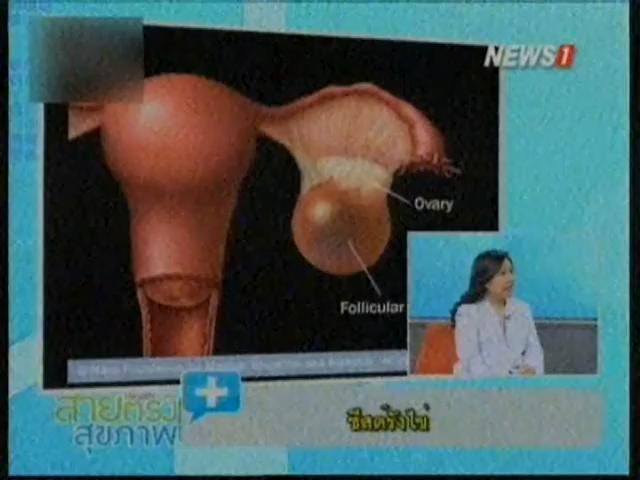 NEWS1
Ovary
Follicular
สายตรง
สุขภาพ
ซีสต์รังไข่